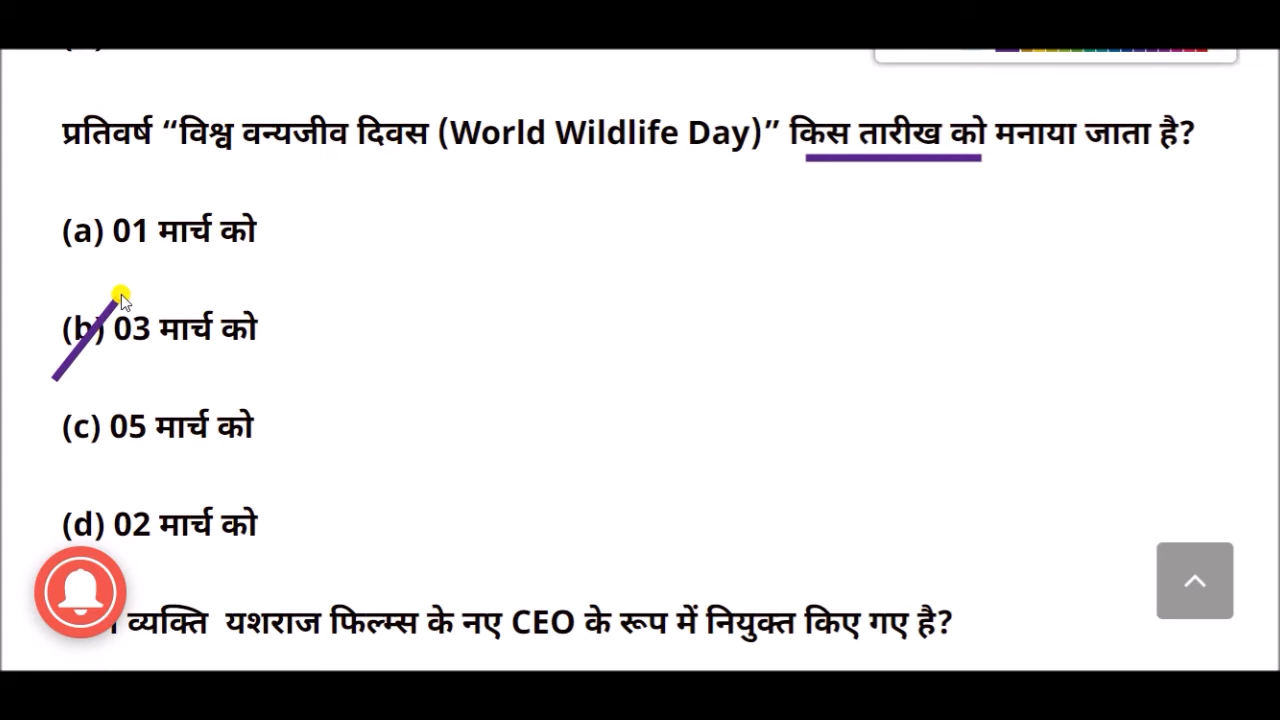 प्रतिवर्ष “विश्व वन्यजीव दिवस (World Wildlife Day)” किस तारीख को मनाया जाता है?
(a) 01 मार्च को
(b) 03 मार्च को
(c) 05 मार्च को
(d) 02 मार्च को
व्यक्ति यशराज फिल्म्स के नए CEO के रूप में नियुक्त किए गए है?